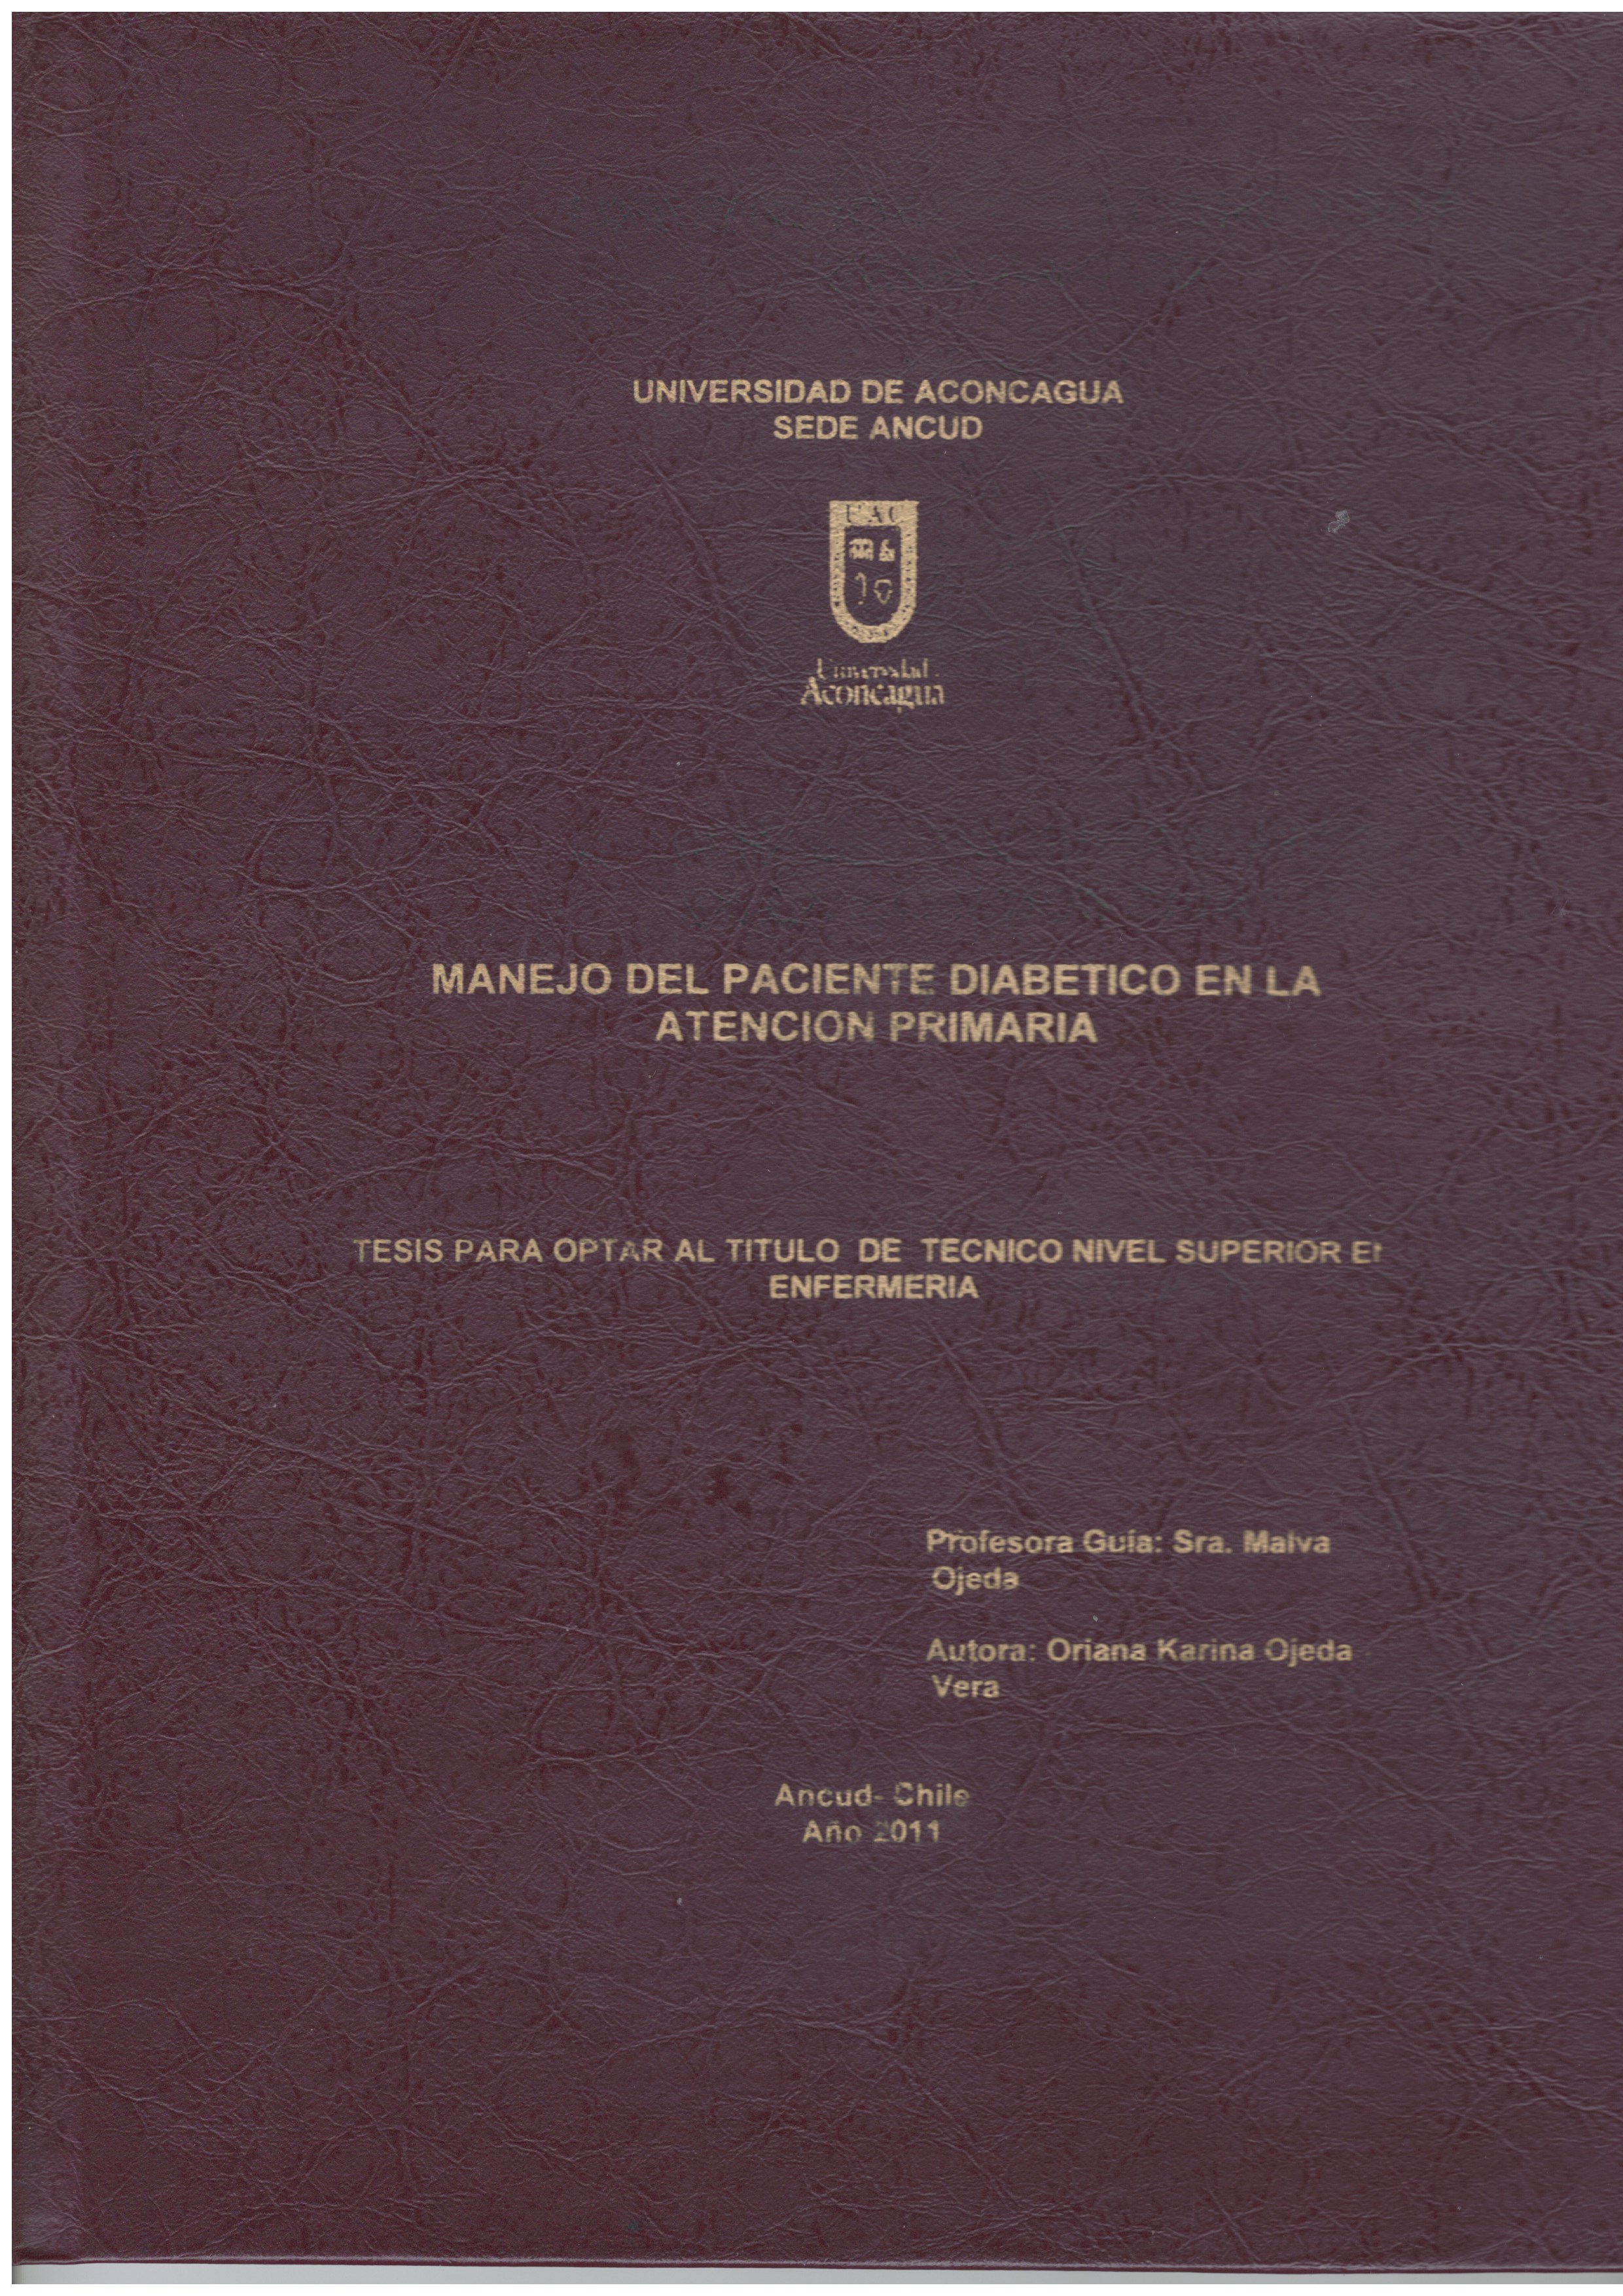 UNIVERSIDAD DE ACONCAGUA
SEDE ANCUD
UAC
Universidad
Aconcagua
MANEJO DEL PACIENTE DIABETICO EN LA
ATENCION PRIMARIA
TESIS PARA OPTAR AL TITULO DE TECNICO NIVEL SUPERIOR EN
ENFERMERIA
Profesora Guía: Sra. Malva
Ojeda
Autora: Oriana Karina Ojeda
Vera
Ancud- Chile
Año 2011